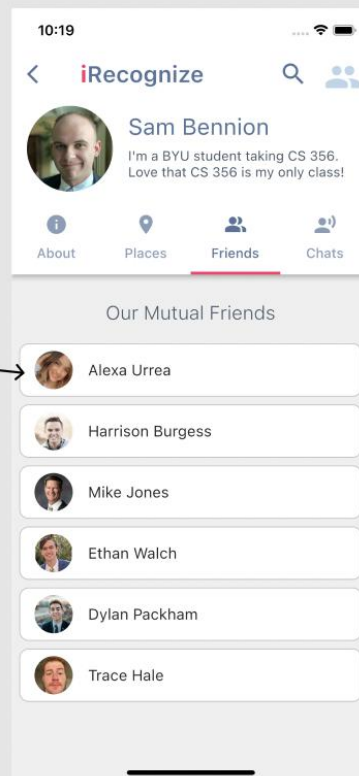 10:19
iRecognize
Sam Bennion
I'm a BYU student taking CS 356.
Love that CS 356 is my only class!
About Places Friends Chats
Our Mutual Friends
Alexa Urrea
Harrison Burgess
Mike Jones
Ethan Walch
Dylan Packham
Trace Hale